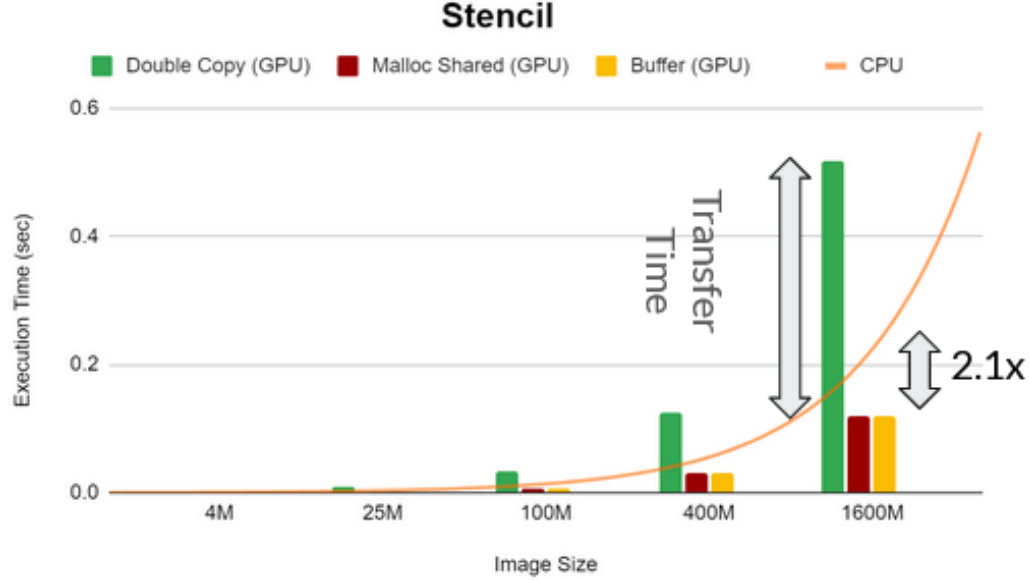 Stencil
Double Copy (GPU) Malloc Shared (GPU) Buffer (GPU) CPU
0.6
0.4
0.2
0.0
Execution Time (sec)
Transfer
Time
2.1x
4M 25M 100M 400M 1600M
Image Size